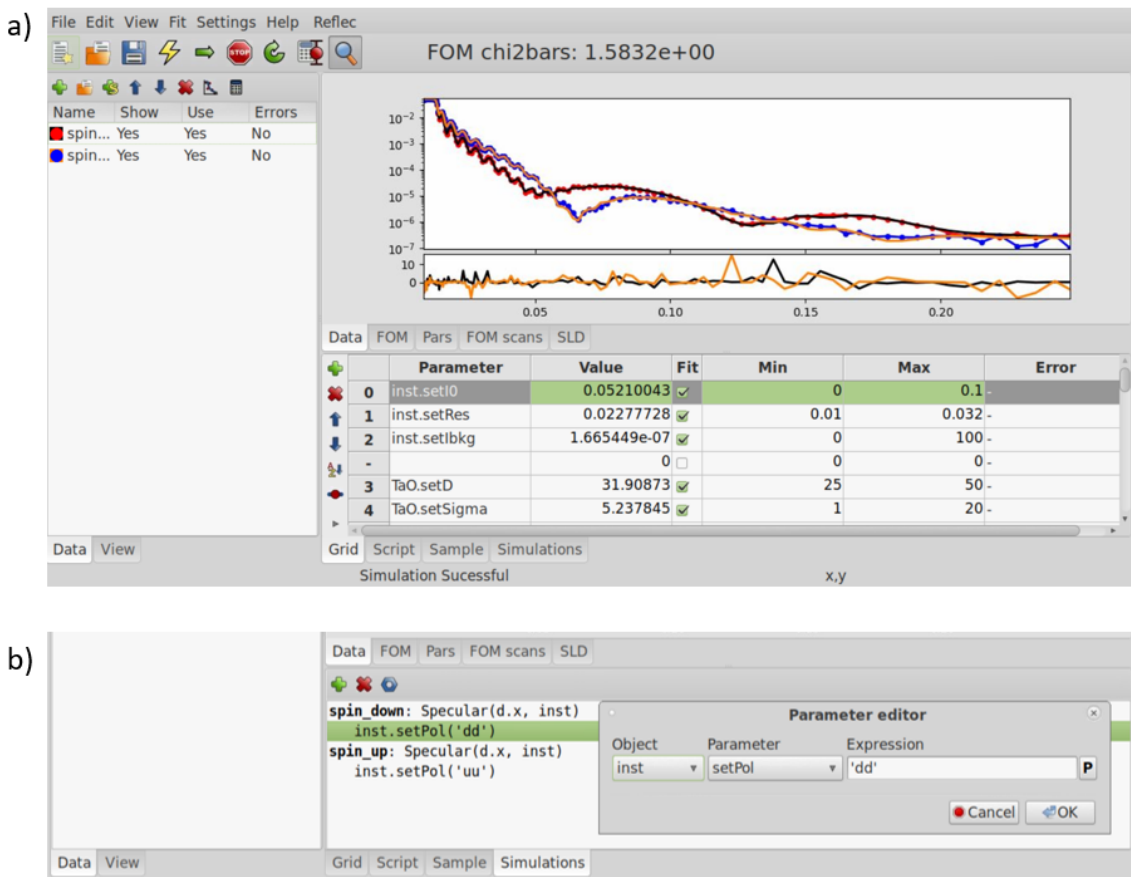 a)
File Edit View Fit Settings Help Reflec
STOP
FOM chi2bars: 1.5832e+00
Name Show Use Errors
spin... Yes Yes No
spin... Yes Yes No
10⁻²
10⁻³
10⁻⁴
10⁻⁵
10⁻⁶
10⁻⁷
10
0
0.05 0.10 0.15 0.20
Data FOM Pars FOM scans SLD
Parameter Value Fit Min Max Error
0 inst.setI0 0.05210043 0 0.1 -
1 inst.setRes 0.02277728 0.01 0.032 -
2 inst.setIbkg 1.665449e-07 0 100 -
- 0 0 0 -
3 TaO.setD 31.90873 25 50 -
4 TaO.setSigma 5.237845 1 20 -
Data View
Grid Script Sample Simulations
Simulation Sucessful x,y
b)
Data FOM Pars FOM scans SLD
spin_down: Specular(d.x, inst)
inst.setPol('dd')
spin_up: Specular(d.x, inst)
inst.setPol('uu')
Parameter editor
Object Parameter Expression
inst setPol 'dd' P
Cancel OK
Data View
Grid Script Sample Simulations